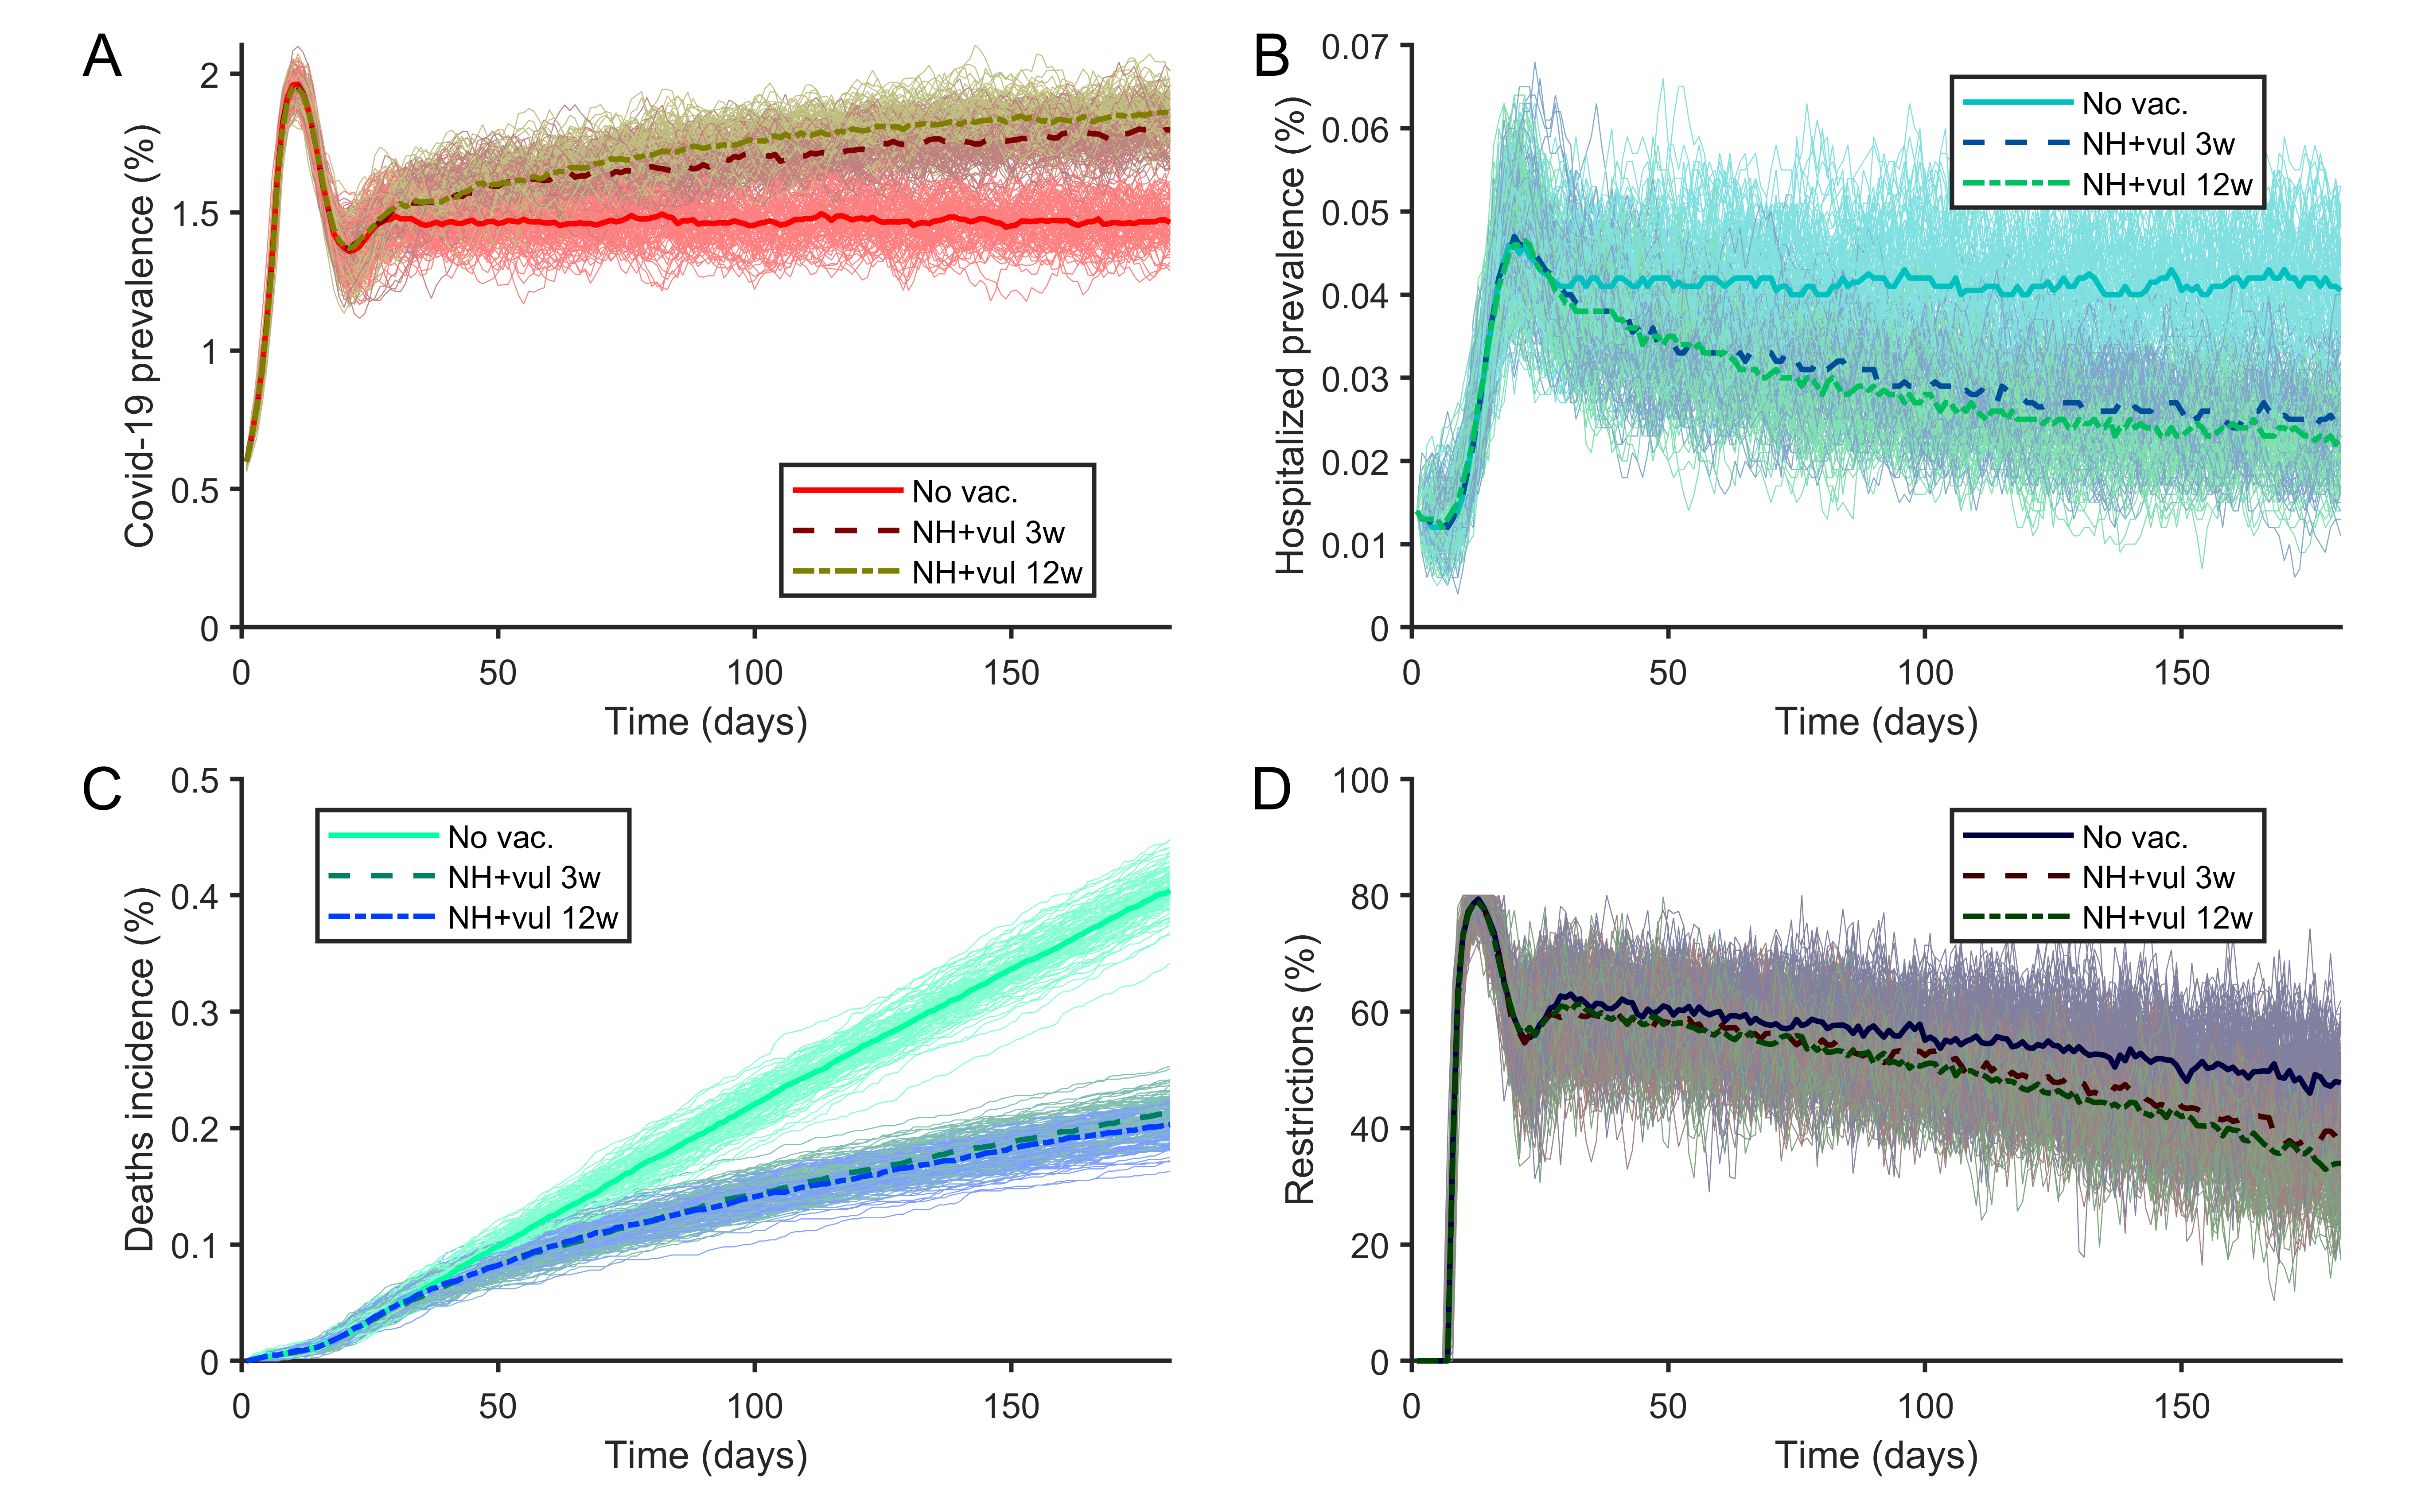 A
Covid-19 prevalence (%)
2
1.5
1
0.5
0
No vac.
NH+vul 3w
NH+vul 12w
0 50 100 150
Time (days)
B
Hospitalized prevalence (%)
0.07
0.06
0.05
0.04
0.03
0.02
0.01
0
No vac.
NH+vul 3w
NH+vul 12w
0 50 100 150
Time (days)
C
Deaths incidence (%)
0.5
0.4
0.3
0.2
0.1
0
No vac.
NH+vul 3w
NH+vul 12w
0 50 100 150
Time (days)
D
Restrictions (%)
100
80
60
40
20
0
No vac.
NH+vul 3w
NH+vul 12w
0 50 100 150
Time (days)